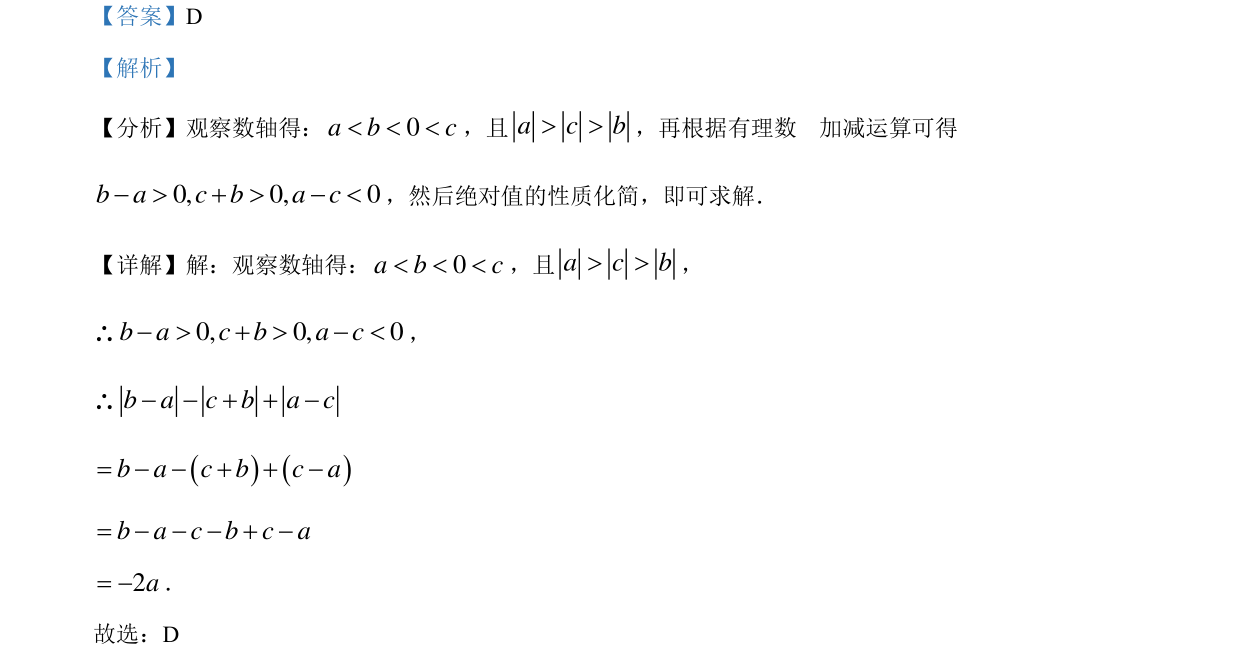 【答案】D
【解析】
【分析】观察数轴得：a<b<0<c，且|a|>|c|>|b|，再根据有理数 加减运算可得
b−a>0,c+b>0,a−c<0，然后绝对值的性质化简，即可求解．
【详解】解：观察数轴得：a<b<0<c，且|a|>|c|>|b|，
∴b−a>0,c+b>0,a−c<0，
∴|b−a|−|c+b|+|a−c|
=b−a−(c+b)+(c−a)
=b−a−c−b+c−a
=−2a．
故选：D